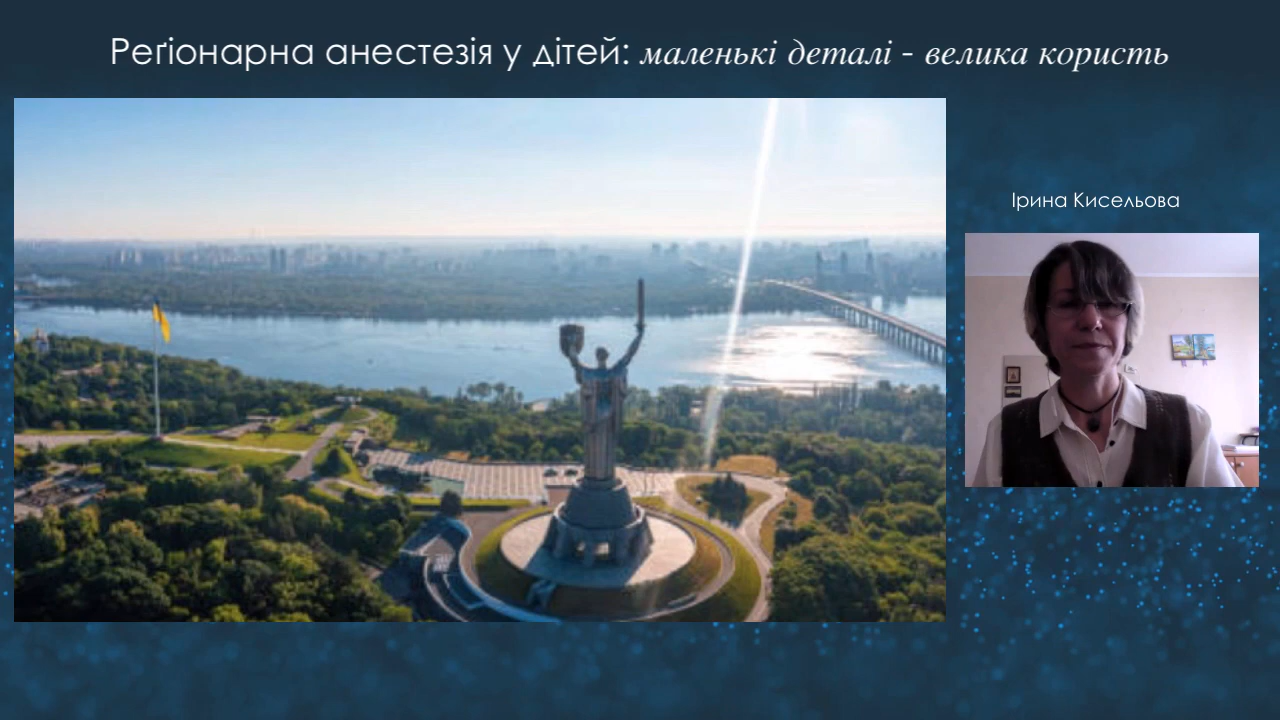 Реґіонарна анестезія у дітей: маленькі деталі - велика користь
Ірина Кисельова